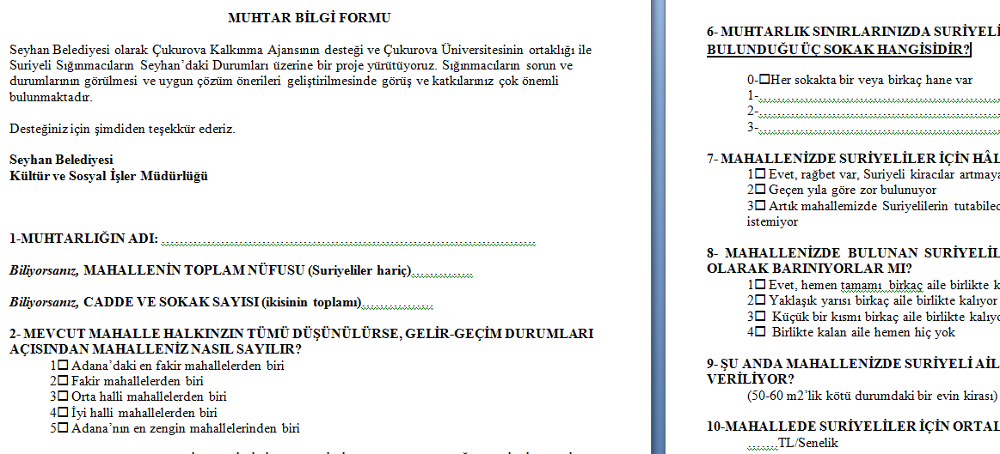 MUHTAR BİLGİ FORMU
Seyhan Belediyesi olarak Çukurova Kalkınma Ajansının desteği ve Çukurova Üniversitesinin ortaklığı ile
Suriyeli Sığınmacıların Seyhan’daki Durumları üzerine bir proje yürütüyoruz. Sığınmacıların sorun ve
durumlarının görülmesi ve uygun çözüm önerileri geliştirilmesinde görüş ve katkılarınız çok önemli
bulunmaktadır.
Desteğiniz için şimdiden teşekkür ederiz.
Seyhan Belediyesi
Kültür ve Sosyal İşler Müdürlüğü
1-MUHTARLIĞIN ADI:
Biliyorsanız, MAHALLENİN TOPLAM NÜFUSU (Suriyeliler hariç)
Biliyorsanız, CADDE VE SOKAK SAYISI (ikisinin toplamı)
2- MEVCUT MAHALLE HALKINZIN TÜMÜ DÜŞÜNÜLÜRSE, GELİR-GEÇİM DURUMLARI
AÇISINDAN MAHALLENİZ NASIL SAYILIR?
1☐ Adana’daki en fakir mahallelerden biri
2☐ Fakir mahallelerden biri
3☐ Orta halli mahallelerden biri
4☐ İyi halli mahallelerden biri
5☐ Adana’nın en zengin mahallelerinden biri
6- MUHTARLIK SINIRLARINIZDA SURİYELİ
BULUNDUĞU ÜÇ SOKAK HANGİSİDİR?
0-☐Her sokakta bir veya birkaç hane var
1-
2-
3-
7- MAHALLENİZDE SURİYELİLER İÇİN HÂL
1☐ Evet, rağbet var, Suriyeli kiracılar artmaya
2☐ Geçen yıla göre zor bulunuyor
3☐ Artık mahallemizde Suriyelilerin tutabilec
istemiyor
8- MAHALLENİZDE BULUNAN SURİYELİL
OLARAK BARINIYORLAR MI?
1☐ Evet, hemen tamamı birkaç aile birlikte k
2☐ Yaklaşık yarısı birkaç aile birlikte kalıyor
3☐ Küçük bir kısmı birkaç aile birlikte kalıyo
4☐ Birlikte kalan aile hemen hiç yok
9- ŞU ANDA MAHALLENİZDE SURİYELİ AİL
VERİLİYOR?
(50-60 m2’lik kötü durumdaki bir evin kirası)
10-MAHALLEDE SURİYELİLER İÇİN ORTAL
TL/Senelik